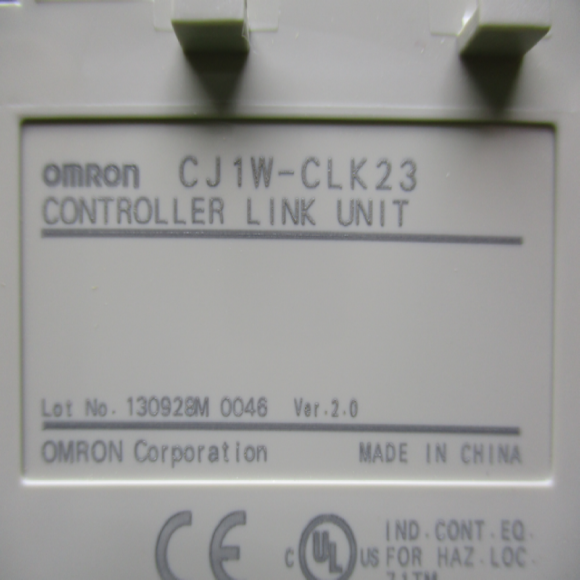 OMRON CJ1W-CLK23
CONTROLLER LINK UNIT
Lot No. 130928M 0046 Ver.2.0
OMRON Corporation MADE IN CHINA
CE C UL US IND.CONT.EQ.
FOR HAZ.LOC.